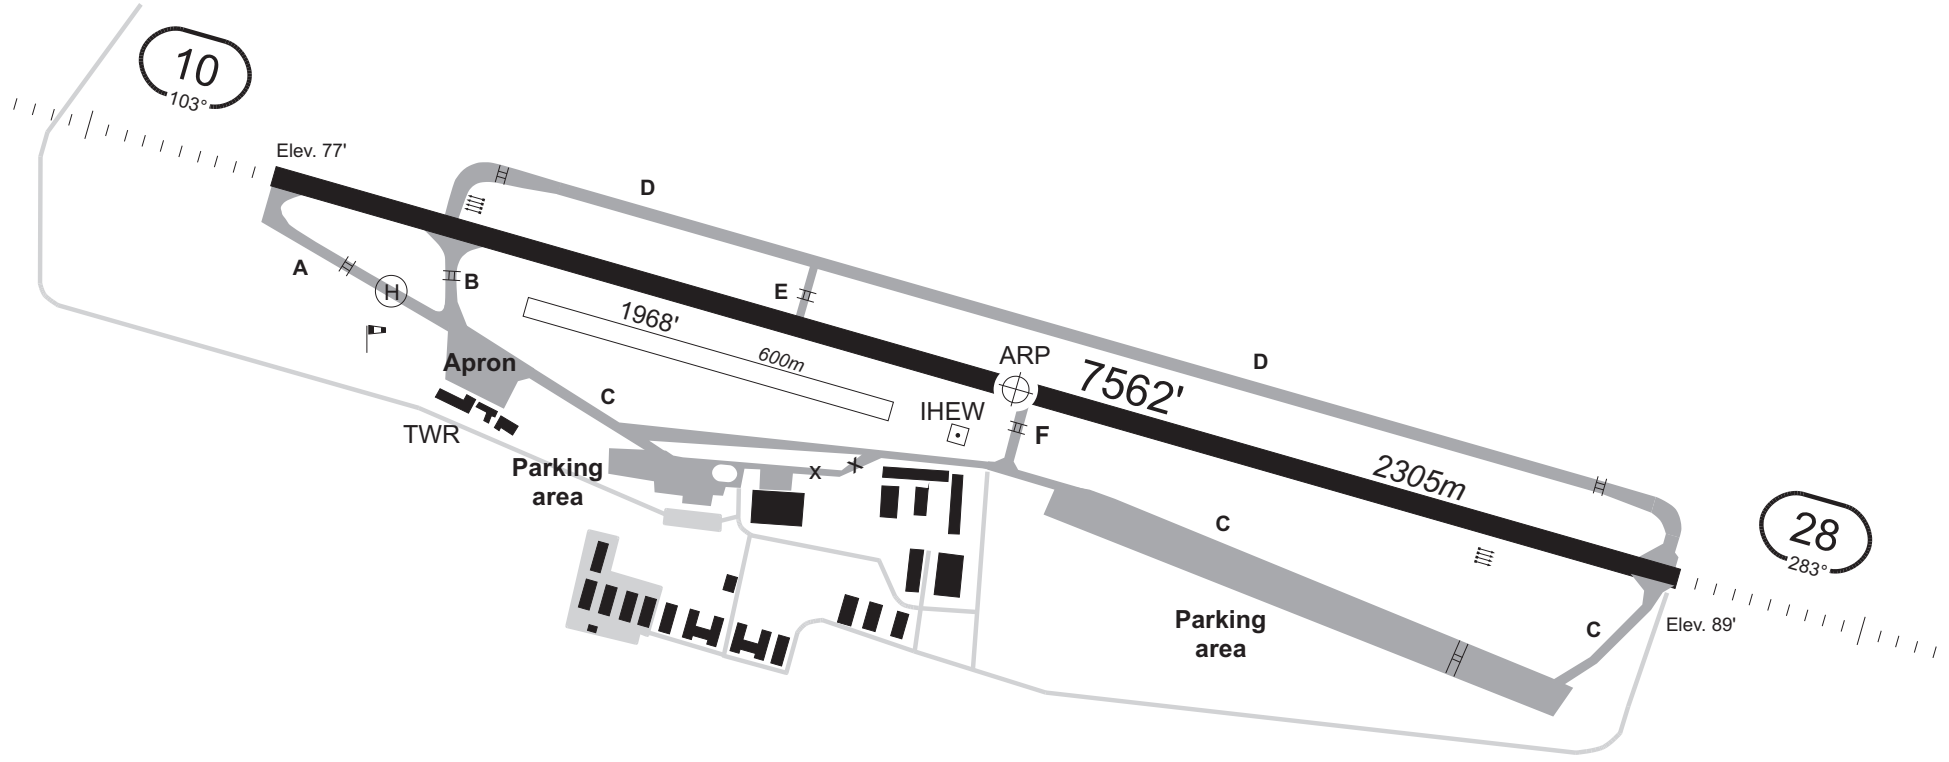 10
103°
Elev. 77'
D
A
H
B
E
1968'
600m
Apron
ARP
7562'
D
C
IHEW
F
TWR
Parking
area
X
X
2305m
C
28
283°
Parking
area
C
Elev. 89'